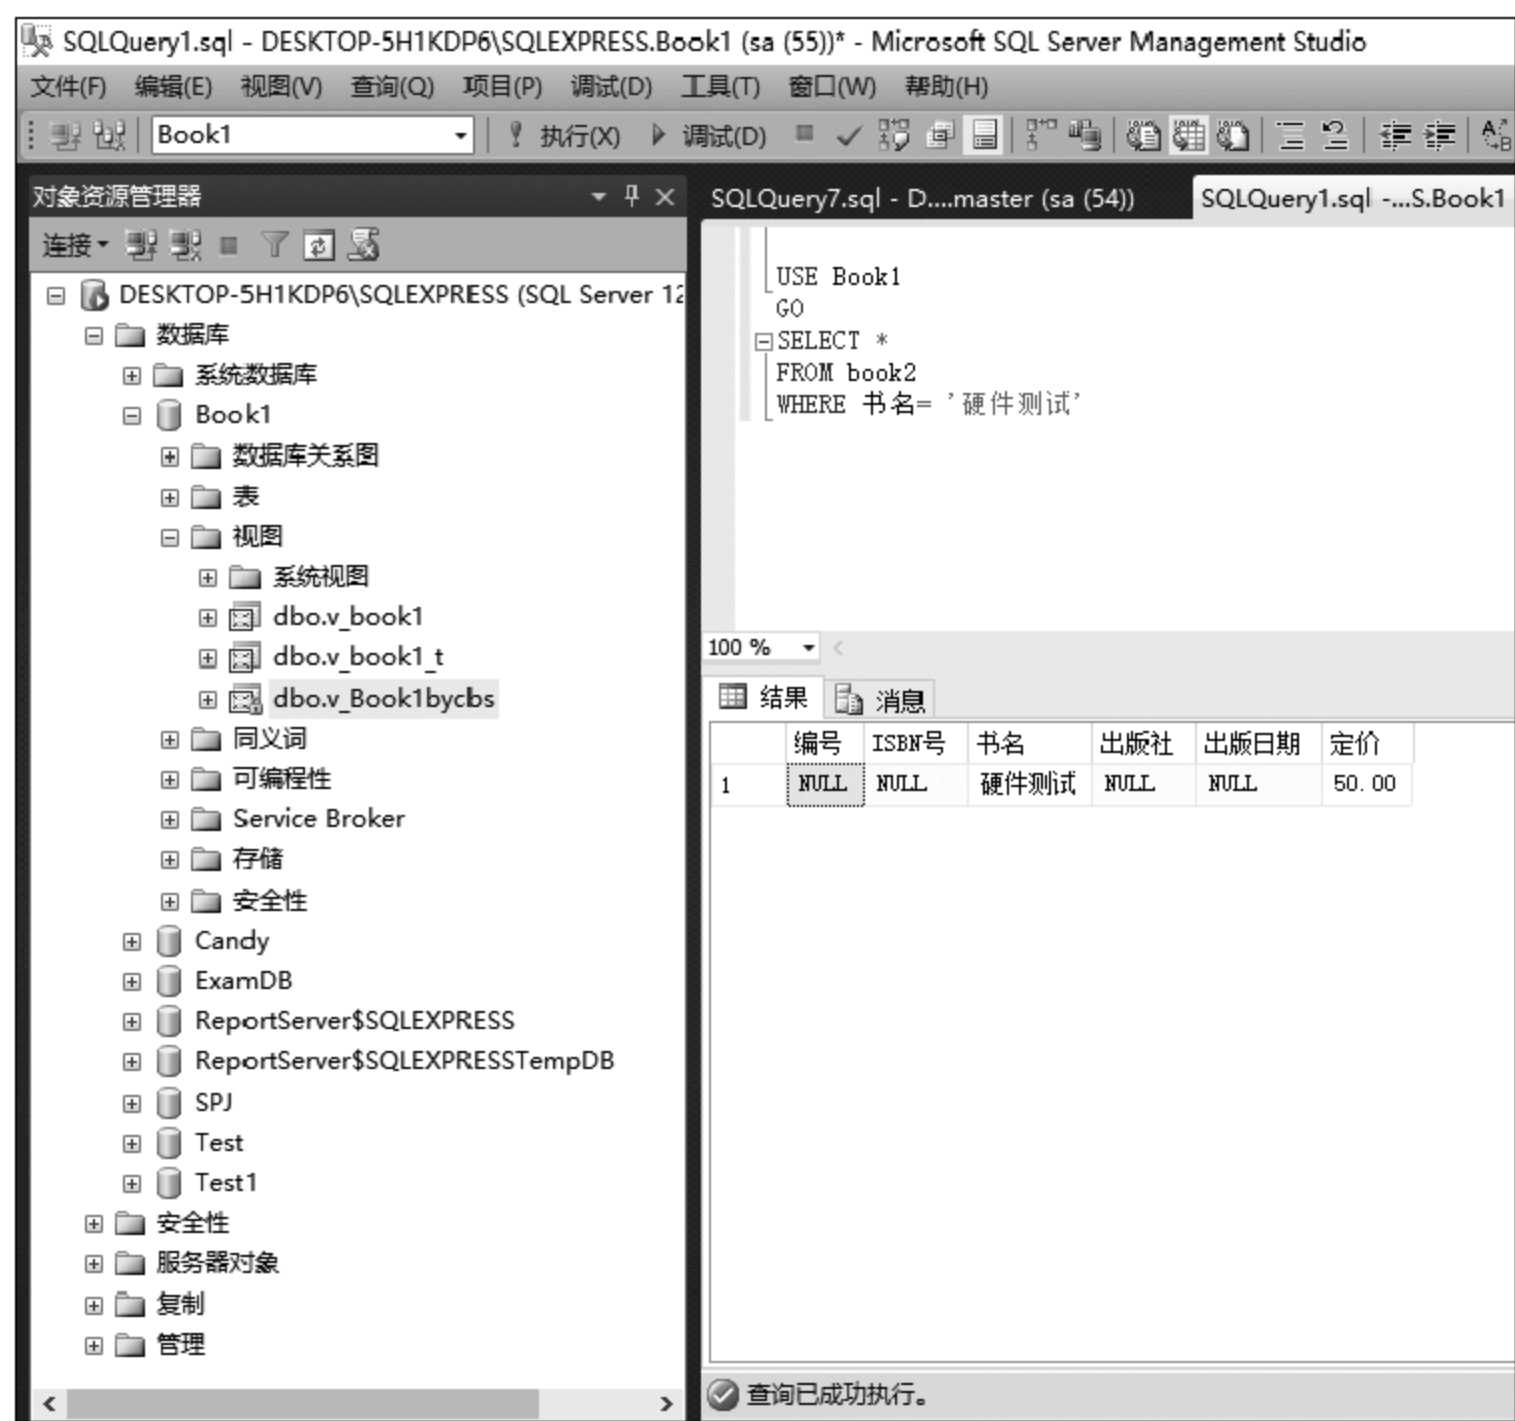 SQLQuery1.sql - DESKTOP-5H1KDP6\SQLEXPRESS.Book1 (sa (55))* - Microsoft SQL Server Management Studio
文件(F) 编辑(E) 视图(V) 查询(Q) 项目(P) 调试(D) 工具(T) 窗口(W) 帮助(H)
Book1 执行(X) 调试(D)
对象资源管理器
连接
DESKTOP-5H1KDP6\SQLEXPRESS (SQL Server 12
数据库
系统数据库
Book1
数据库关系图
表
视图
系统视图
dbo.v_book1
dbo.v_book1_t
dbo.v_Book1bycbs
同义词
可编程性
Service Broker
存储
安全性
Candy
ExamDB
ReportServer$SQLEXPRESS
ReportServer$SQLEXPRESSTempDB
SPJ
Test
Test1
安全性
服务器对象
复制
管理
SQLQuery7.sql - D....master (sa (54)) SQLQuery1.sql -...S.Book1
USE Book1
GO
SELECT *
FROM book2
WHERE 书名= '硬件测试'
100 %
结果 消息
编号 ISBN号 书名 出版社 出版日期 定价
1 NULL NULL 硬件测试 NULL NULL 50.00
查询已成功执行。